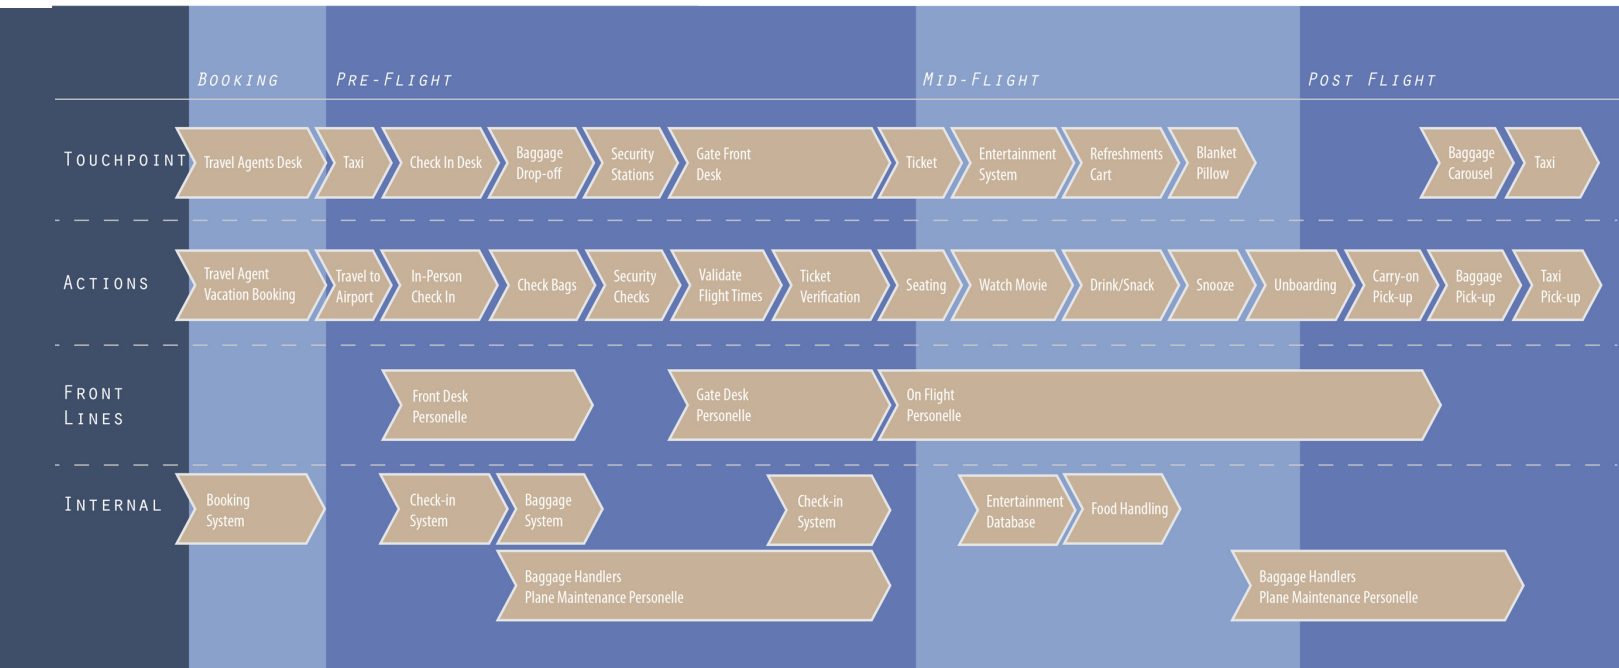 BOOKING
PRE-FLIGHT
MID-FLIGHT
POST FLIGHT
TOUCHPOINT
Travel Agents Desk
Taxi
Check In Desk
Baggage
Drop-off
Security
Stations
Gate Front
Desk
Ticket
Entertainment
System
Refreshments
Cart
Blanket
Pillow
Baggage
Carousel
Taxi
ACTIONS
Travel Agent
Vacation Booking
Travel to
Airport
In-Person
Check In
Check Bags
Security
Checks
Validate
Flight Times
Ticket
Verification
Seating
Watch Movie
Drink/Snack
Snooze
Unboarding
Carry-on
Pick-up
Baggage
Pick-up
Taxi
Pick-up
FRONT
LINES
Front Desk
Personelle
Gate Desk
Personelle
On Flight
Personelle
INTERNAL
Booking
System
Check-in
System
Baggage
System
Check-in
System
Entertainment
Database
Food Handling
Baggage Handlers
Plane Maintenance Personelle
Baggage Handlers
Plane Maintenance Personelle